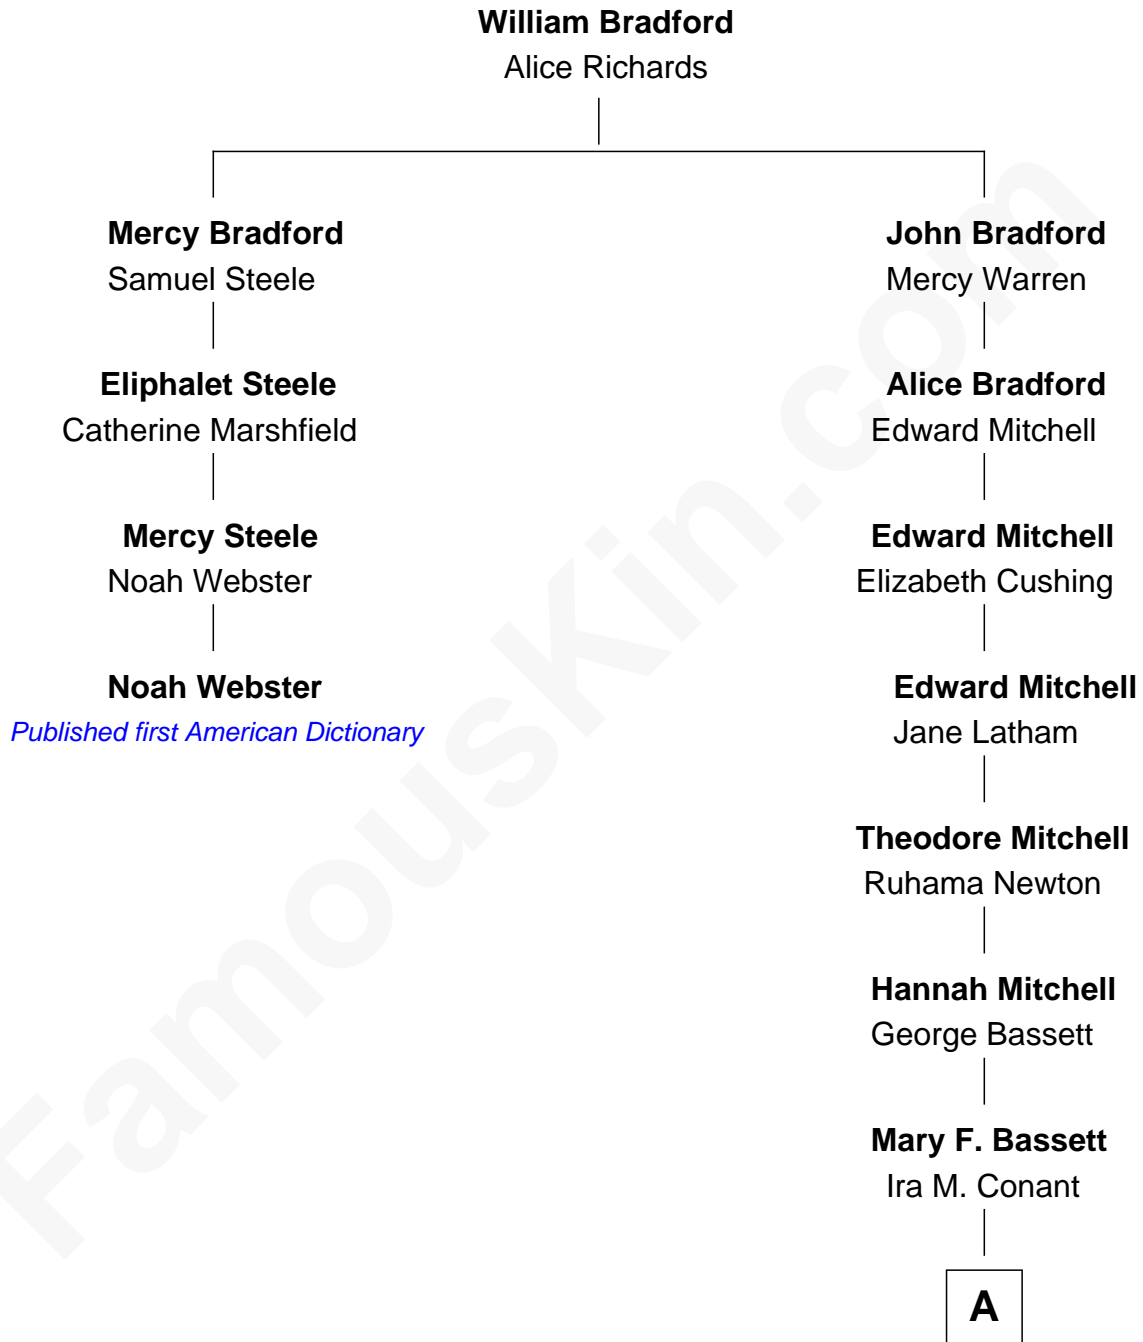 William Bradford
Alice Richards
Mercy Bradford
Samuel Steele
John Bradford
Mercy Warren
Eliphalet Steele
Catherine Marshfield
Alice Bradford
Edward Mitchell
Mercy Steele
Noah Webster
Edward Mitchell
Elizabeth Cushing
Noah Webster
Published first American Dictionary
Edward Mitchell
Jane Latham
Theodore Mitchell
Ruhama Newton
Hannah Mitchell
George Bassett
Mary F. Bassett
Ira M. Conant
A
FamousKin.com